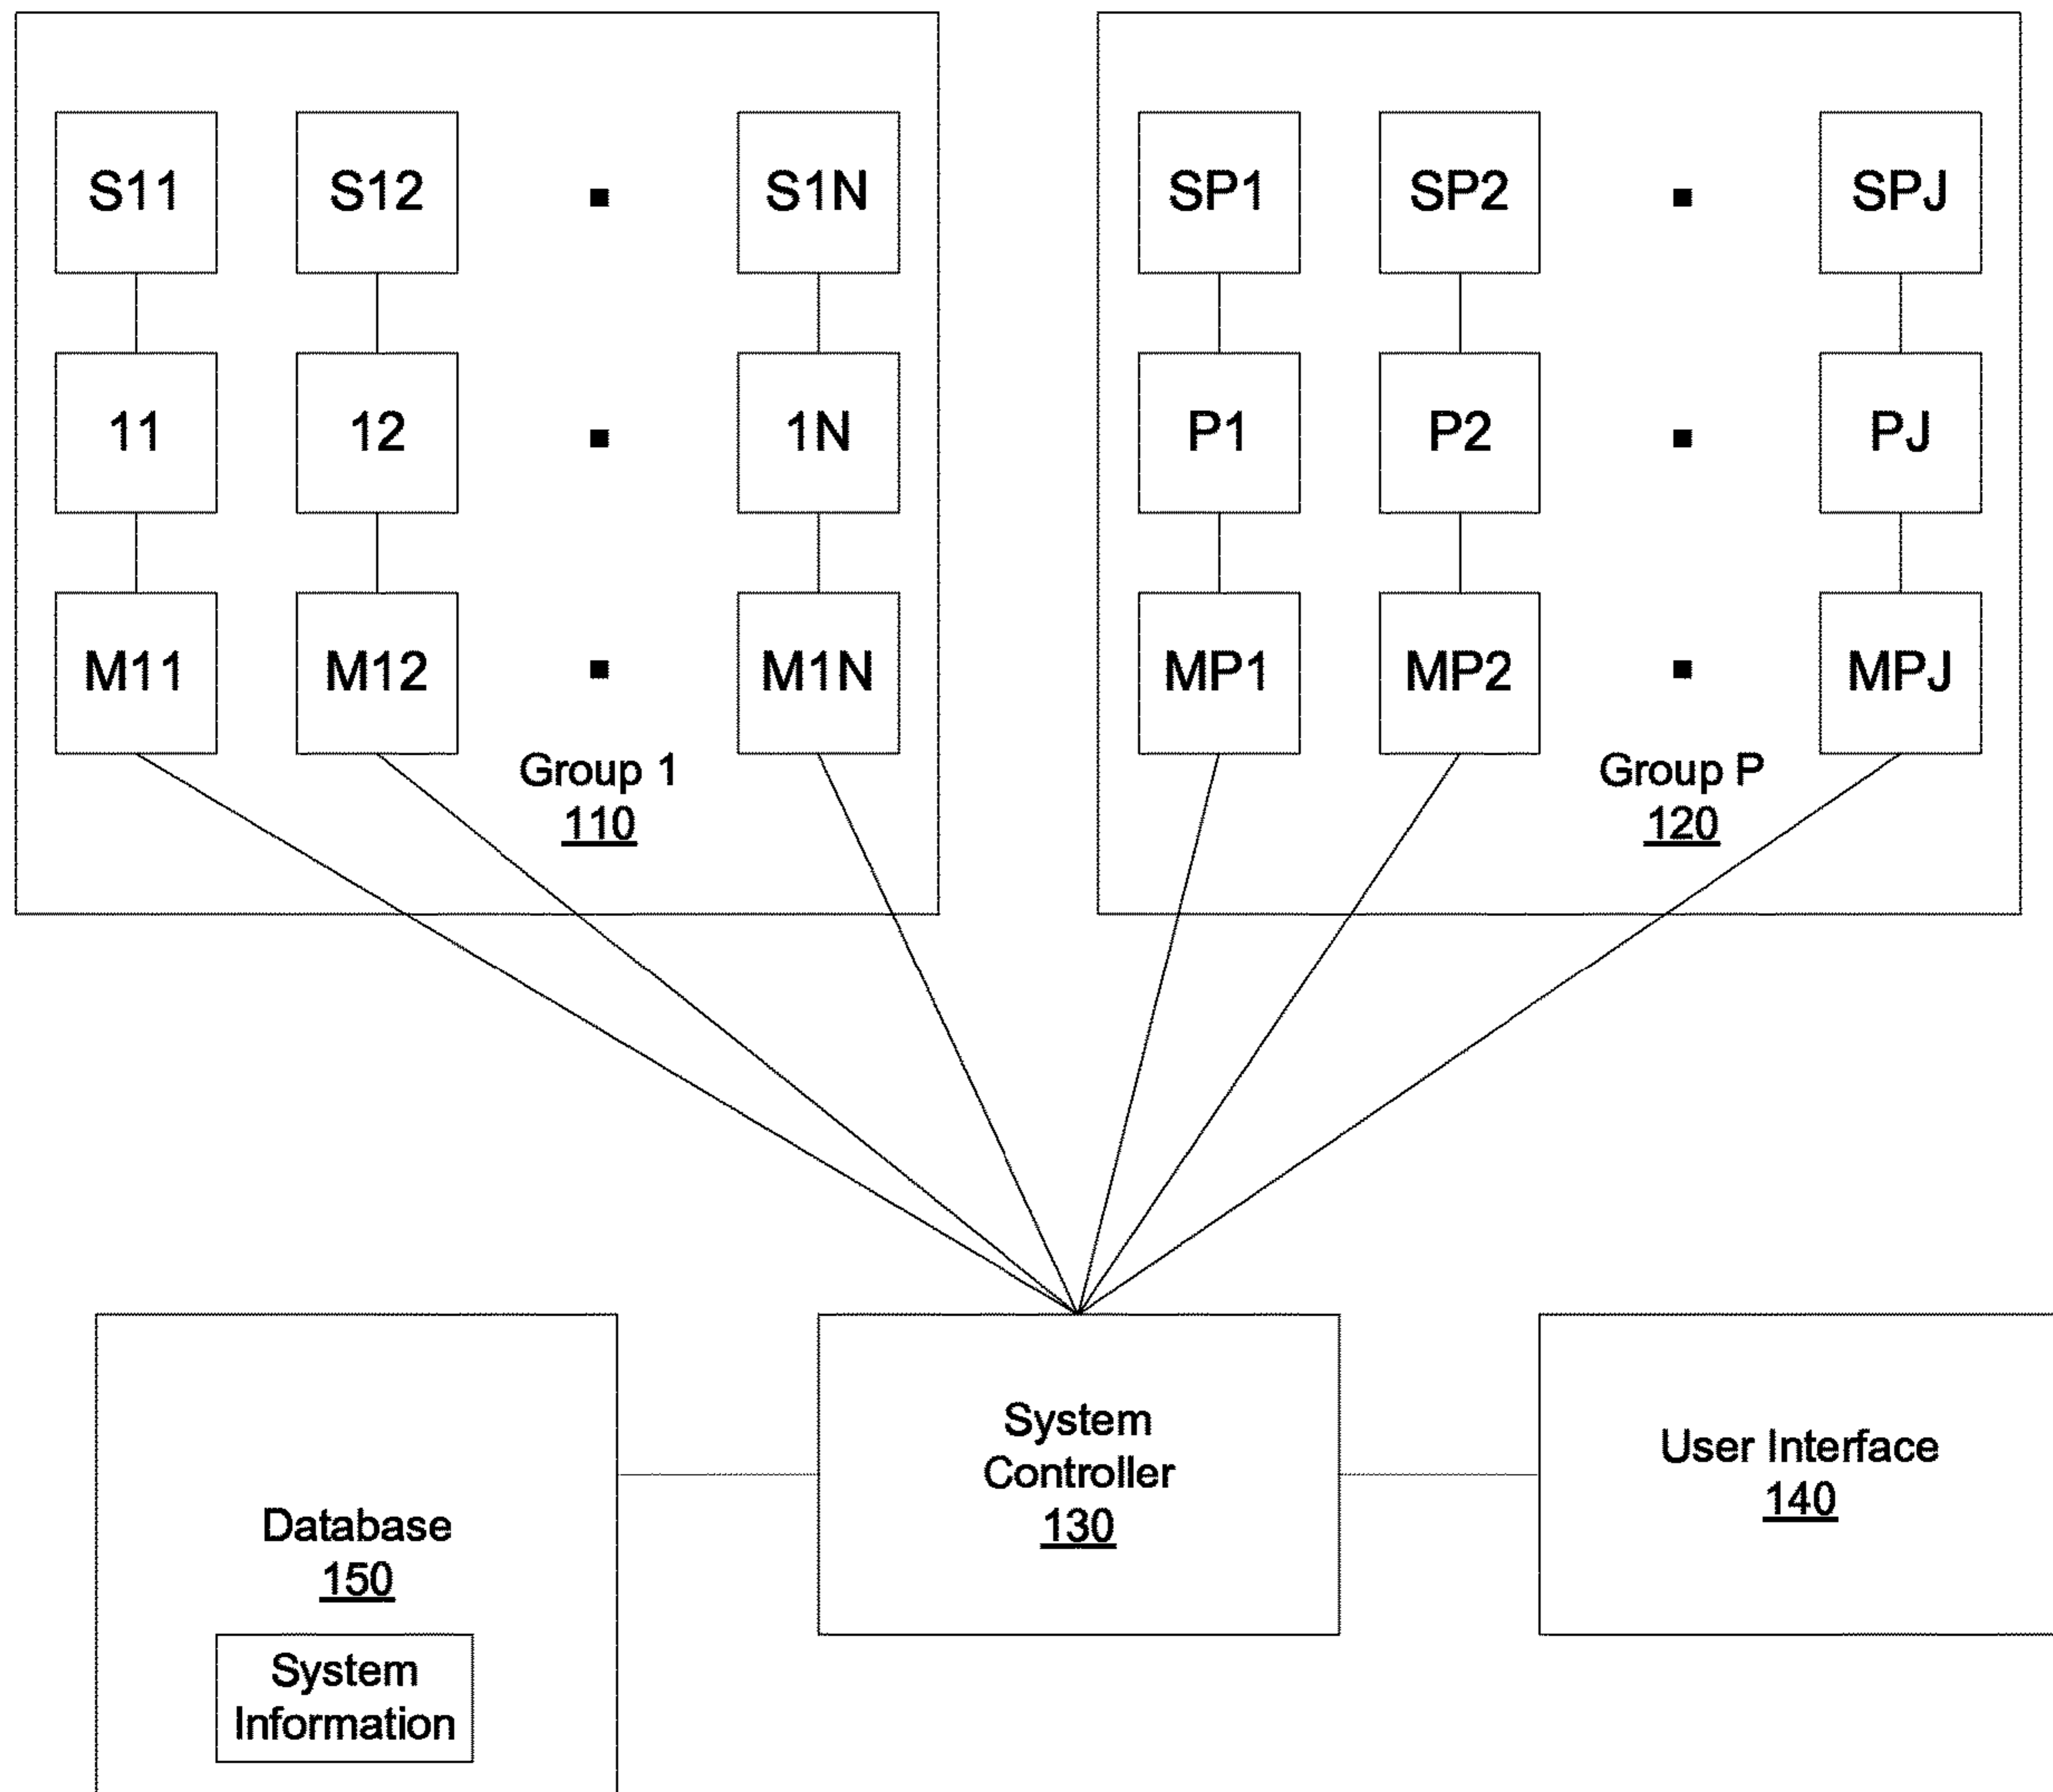 S11 S12 S1N SP1 SP2 SPJ
11 12 1N P1 P2 PJ
M11 M12 M1N MP1 MP2 MPJ
Group 1
110
Group P
120
System
Controller
130
User Interface
140
Database
150
System
Information